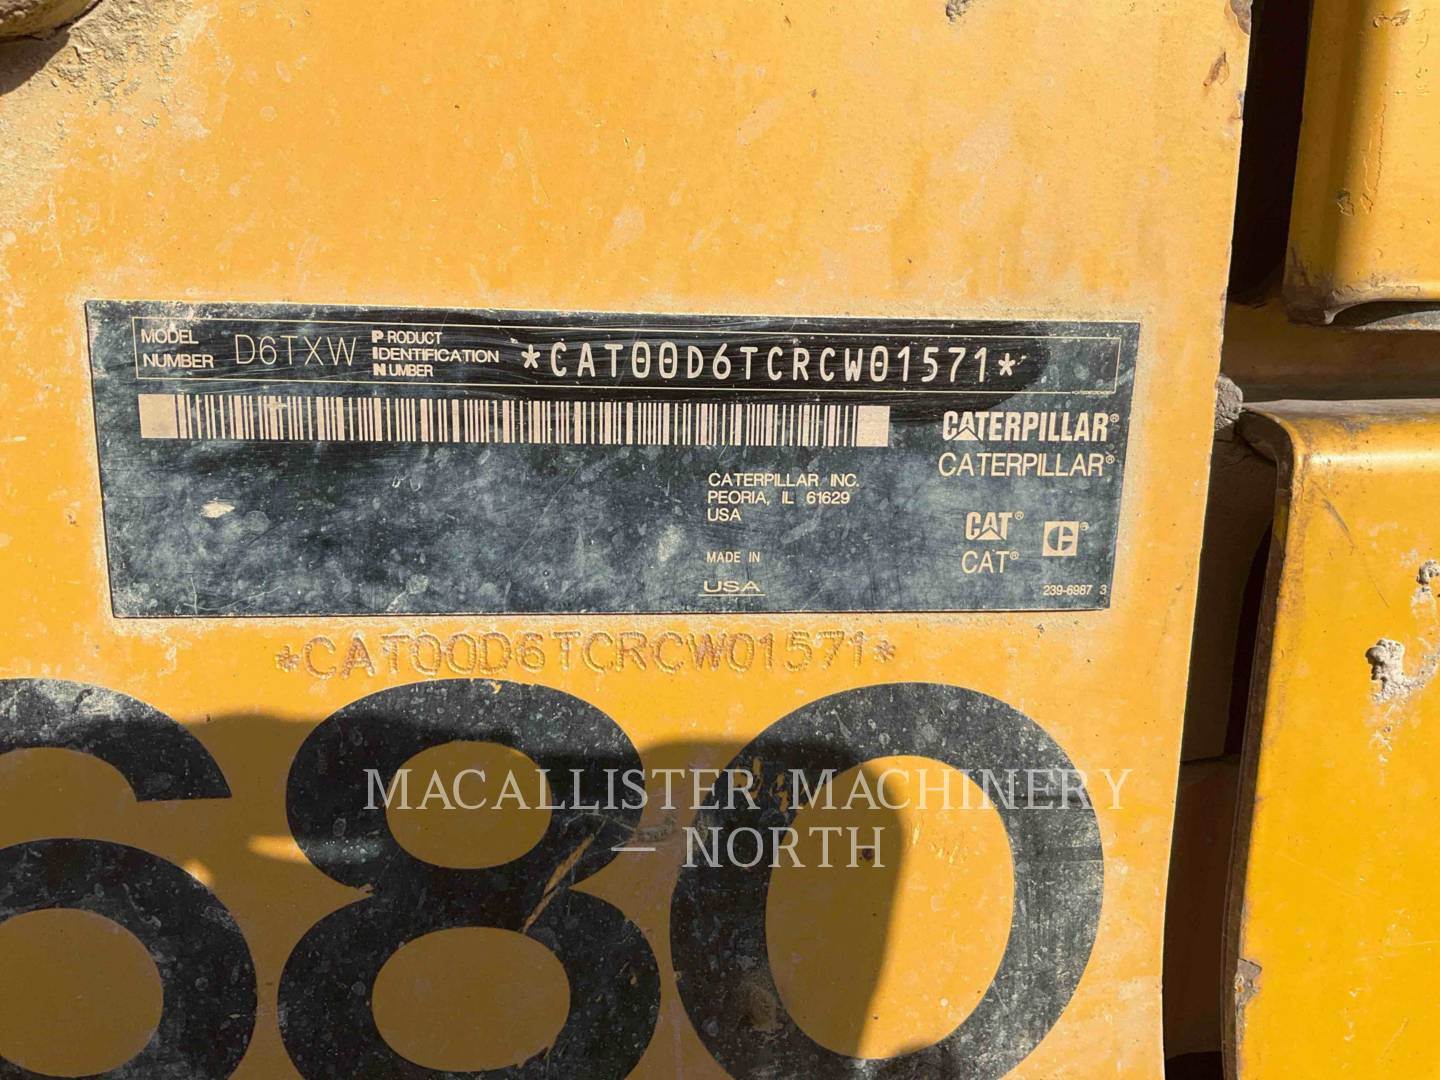 MODEL NUMBER D6TXW PRODUCT IDENTIFICATION NUMBER *CAT00D6TCRCW01571*
CATERPILLAR®
CATERPILLAR®
CATERPILLAR INC.
PEORIA, IL 61629
USA
CAT® C®
CAT®
MADE IN
USA
239-6987 3
*CAT00D6TCRCW01571*
680
MACALLISTER MACHINERY
— NORTH